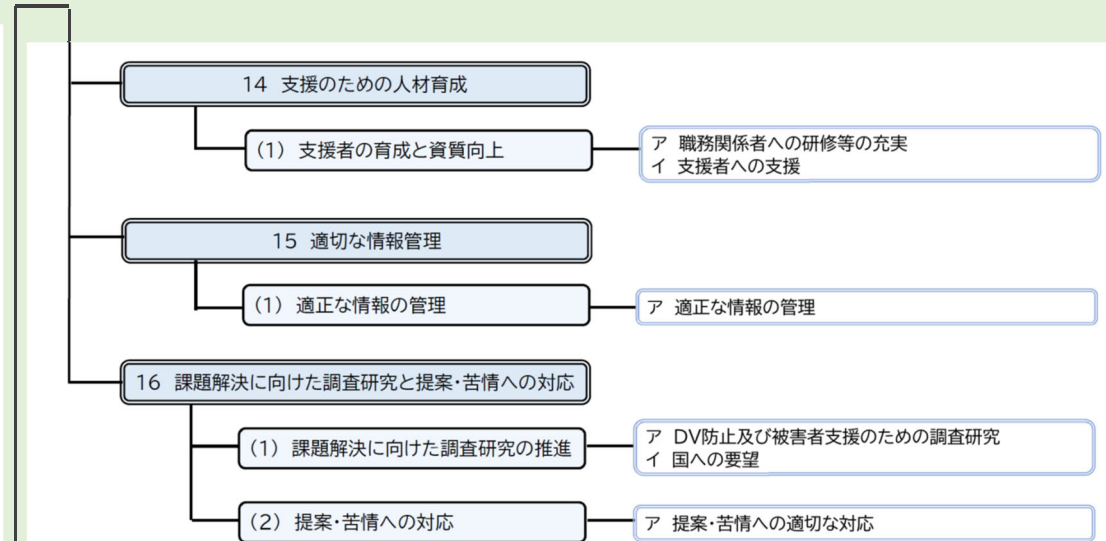 14 支援のための人材育成
(1) 支援者の育成と資質向上
ア 職務関係者への研修等の充実
イ 支援者への支援
15 適切な情報管理
(1) 適正な情報の管理
ア 適正な情報の管理
16 課題解決に向けた調査研究と提案・苦情への対応
(1) 課題解決に向けた調査研究の推進
ア DV防止及び被害者支援のための調査研究
イ 国への要望
(2) 提案・苦情への対応
ア 提案・苦情への適切な対応